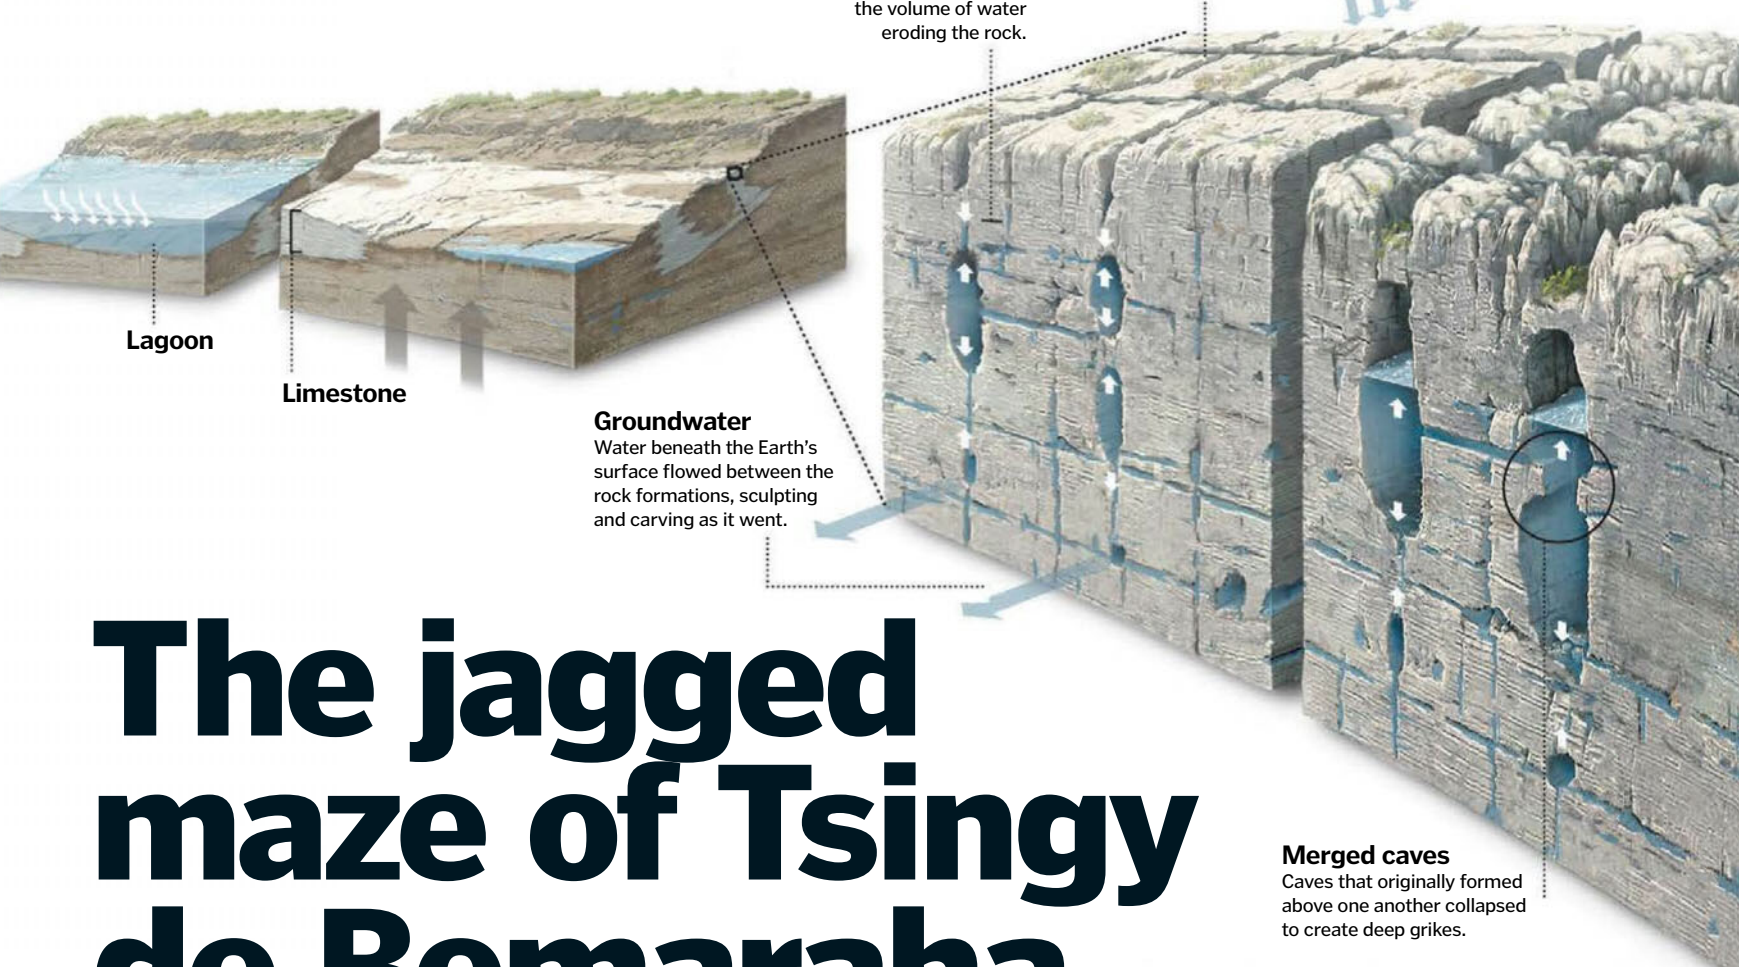 the volume of water
eroding the rock.
Lagoon
Limestone
Groundwater
Water beneath the Earth’s
surface flowed between the
rock formations, sculpting
and carving as it went.
The jagged
maze of Tsingy
de Bemaraha
Merged caves
Caves that originally formed
above one another collapsed
to create deep grikes.